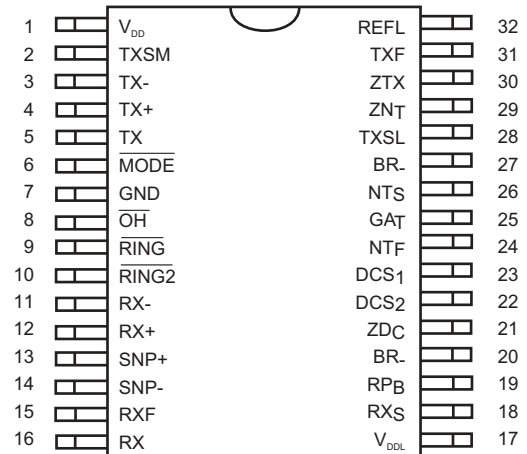 1 V_DD REFL 32
2 TXSM TXF 31
3 TX- ZTX 30
4 TX+ ZNT 29
5 TX TXSL 28
6 MODE BR- 27
7 GND NTS 26
8 OH GAT 25
9 RING NTF 24
10 RING2 DCS1 23
11 RX- DCS2 22
12 RX+ ZDC 21
13 SNP+ BR- 20
14 SNP- RPB 19
15 RXF RXS 18
16 RX V_DDL 17